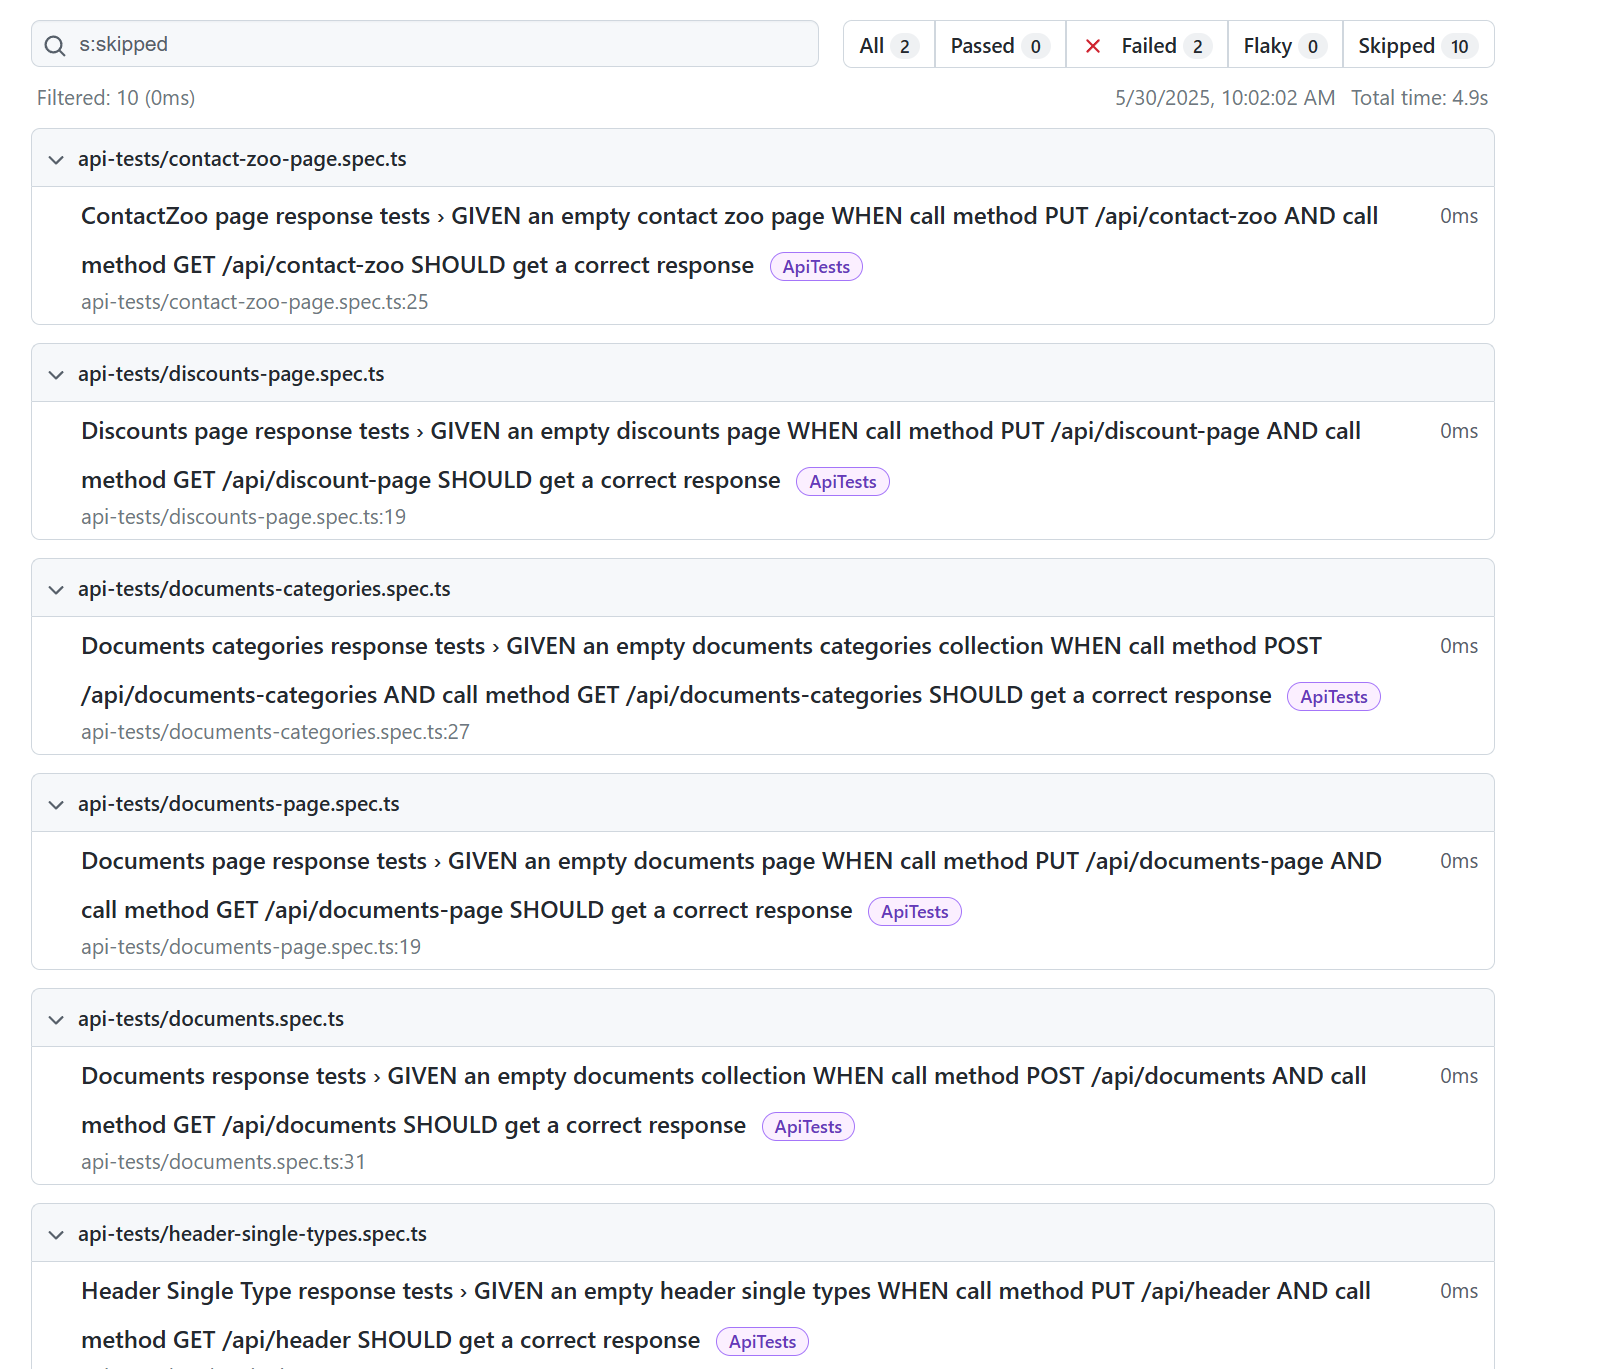 s:skipped
All 2 Passed 0 Failed 2 Flaky 0 Skipped 10
Filtered: 10 (0ms) 5/30/2025, 10:02:02 AM Total time: 4.9s
api-tests/contact-zoo-page.spec.ts
ContactZoo page response tests › GIVEN an empty contact zoo page WHEN call method PUT /api/contact-zoo AND call 0ms
method GET /api/contact-zoo SHOULD get a correct response ApiTests
api-tests/contact-zoo-page.spec.ts:25
api-tests/discounts-page.spec.ts
Discounts page response tests › GIVEN an empty discounts page WHEN call method PUT /api/discount-page AND call 0ms
method GET /api/discount-page SHOULD get a correct response ApiTests
api-tests/discounts-page.spec.ts:19
api-tests/documents-categories.spec.ts
Documents categories response tests › GIVEN an empty documents categories collection WHEN call method POST 0ms
/api/documents-categories AND call method GET /api/documents-categories SHOULD get a correct response ApiTests
api-tests/documents-categories.spec.ts:27
api-tests/documents-page.spec.ts
Documents page response tests › GIVEN an empty documents page WHEN call method PUT /api/documents-page AND 0ms
call method GET /api/documents-page SHOULD get a correct response ApiTests
api-tests/documents-page.spec.ts:19
api-tests/documents.spec.ts
Documents response tests › GIVEN an empty documents collection WHEN call method POST /api/documents AND call 0ms
method GET /api/documents SHOULD get a correct response ApiTests
api-tests/documents.spec.ts:31
api-tests/header-single-types.spec.ts
Header Single Type response tests › GIVEN an empty header single types WHEN call method PUT /api/header AND call 0ms
method GET /api/header SHOULD get a correct response ApiTests